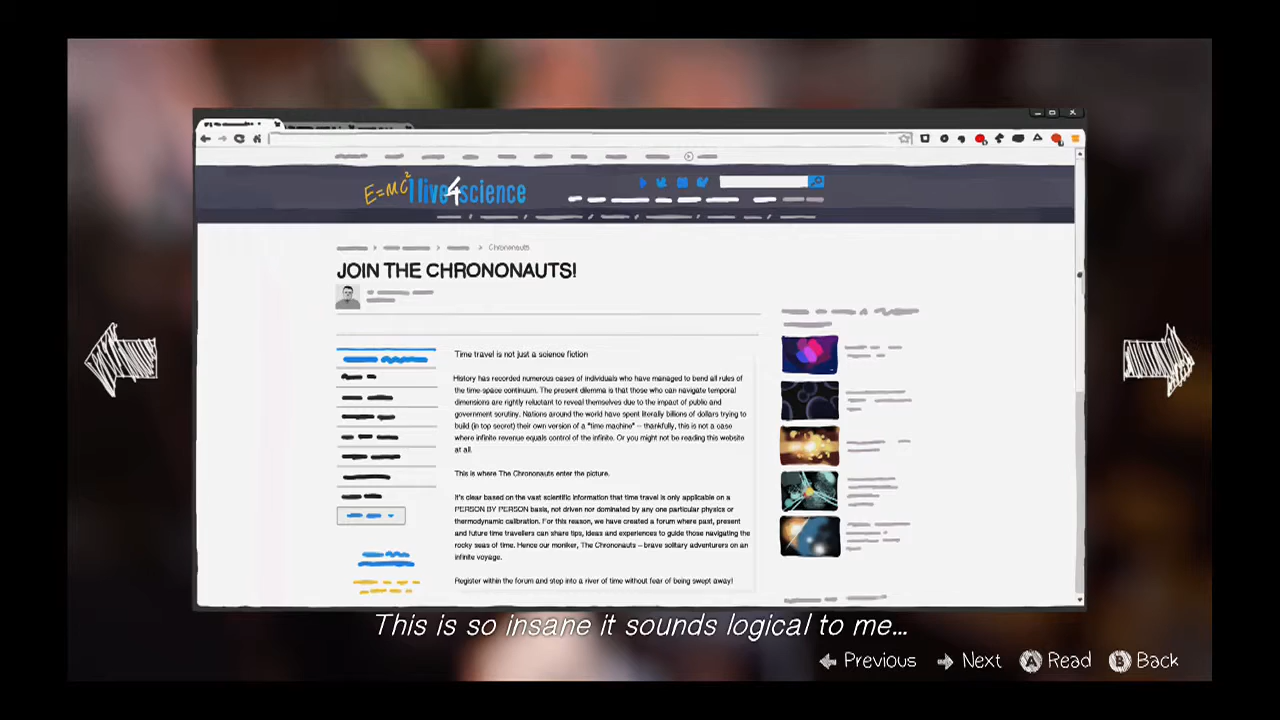 E=MC² I live 4 science
Chrononauts
JOIN THE CHRONONAUTS!
Time travel is not just a science fiction
History has recorded numerous cases of individuals who have managed to bend all rules of
the time-space continuum. The present dilemma is that those who can navigate temporal
dimensions are rightly reluctant to reveal themselves due to the impact of public and
government scrutiny. Nations around the world have spent literally billions of dollars trying to
build (in top secret) their own version of a "time machine" – thankfully, this is not a case
where infinite revenue equals control of the infinite. Or you might not be reading this website
at all.
This is where The Chrononauts enter the picture.
It's clear based on the vast scientific information that time travel is only applicable on a
PERSON BY PERSON basis, not driven nor dominated by any one particular physics or
thermodynamic calibration. For this reason, we have created a forum where past, present
and future time travellers can share tips, ideas and experiences to guide those navigating the
rocky seas of time. Hence our moniker, The Chrononauts – brave solitary adventurers on an
infinite voyage.
Register within the forum and step into a river of time without fear of being swept away!
This is so insane it sounds logical to me...
Previous Next A Read B Back